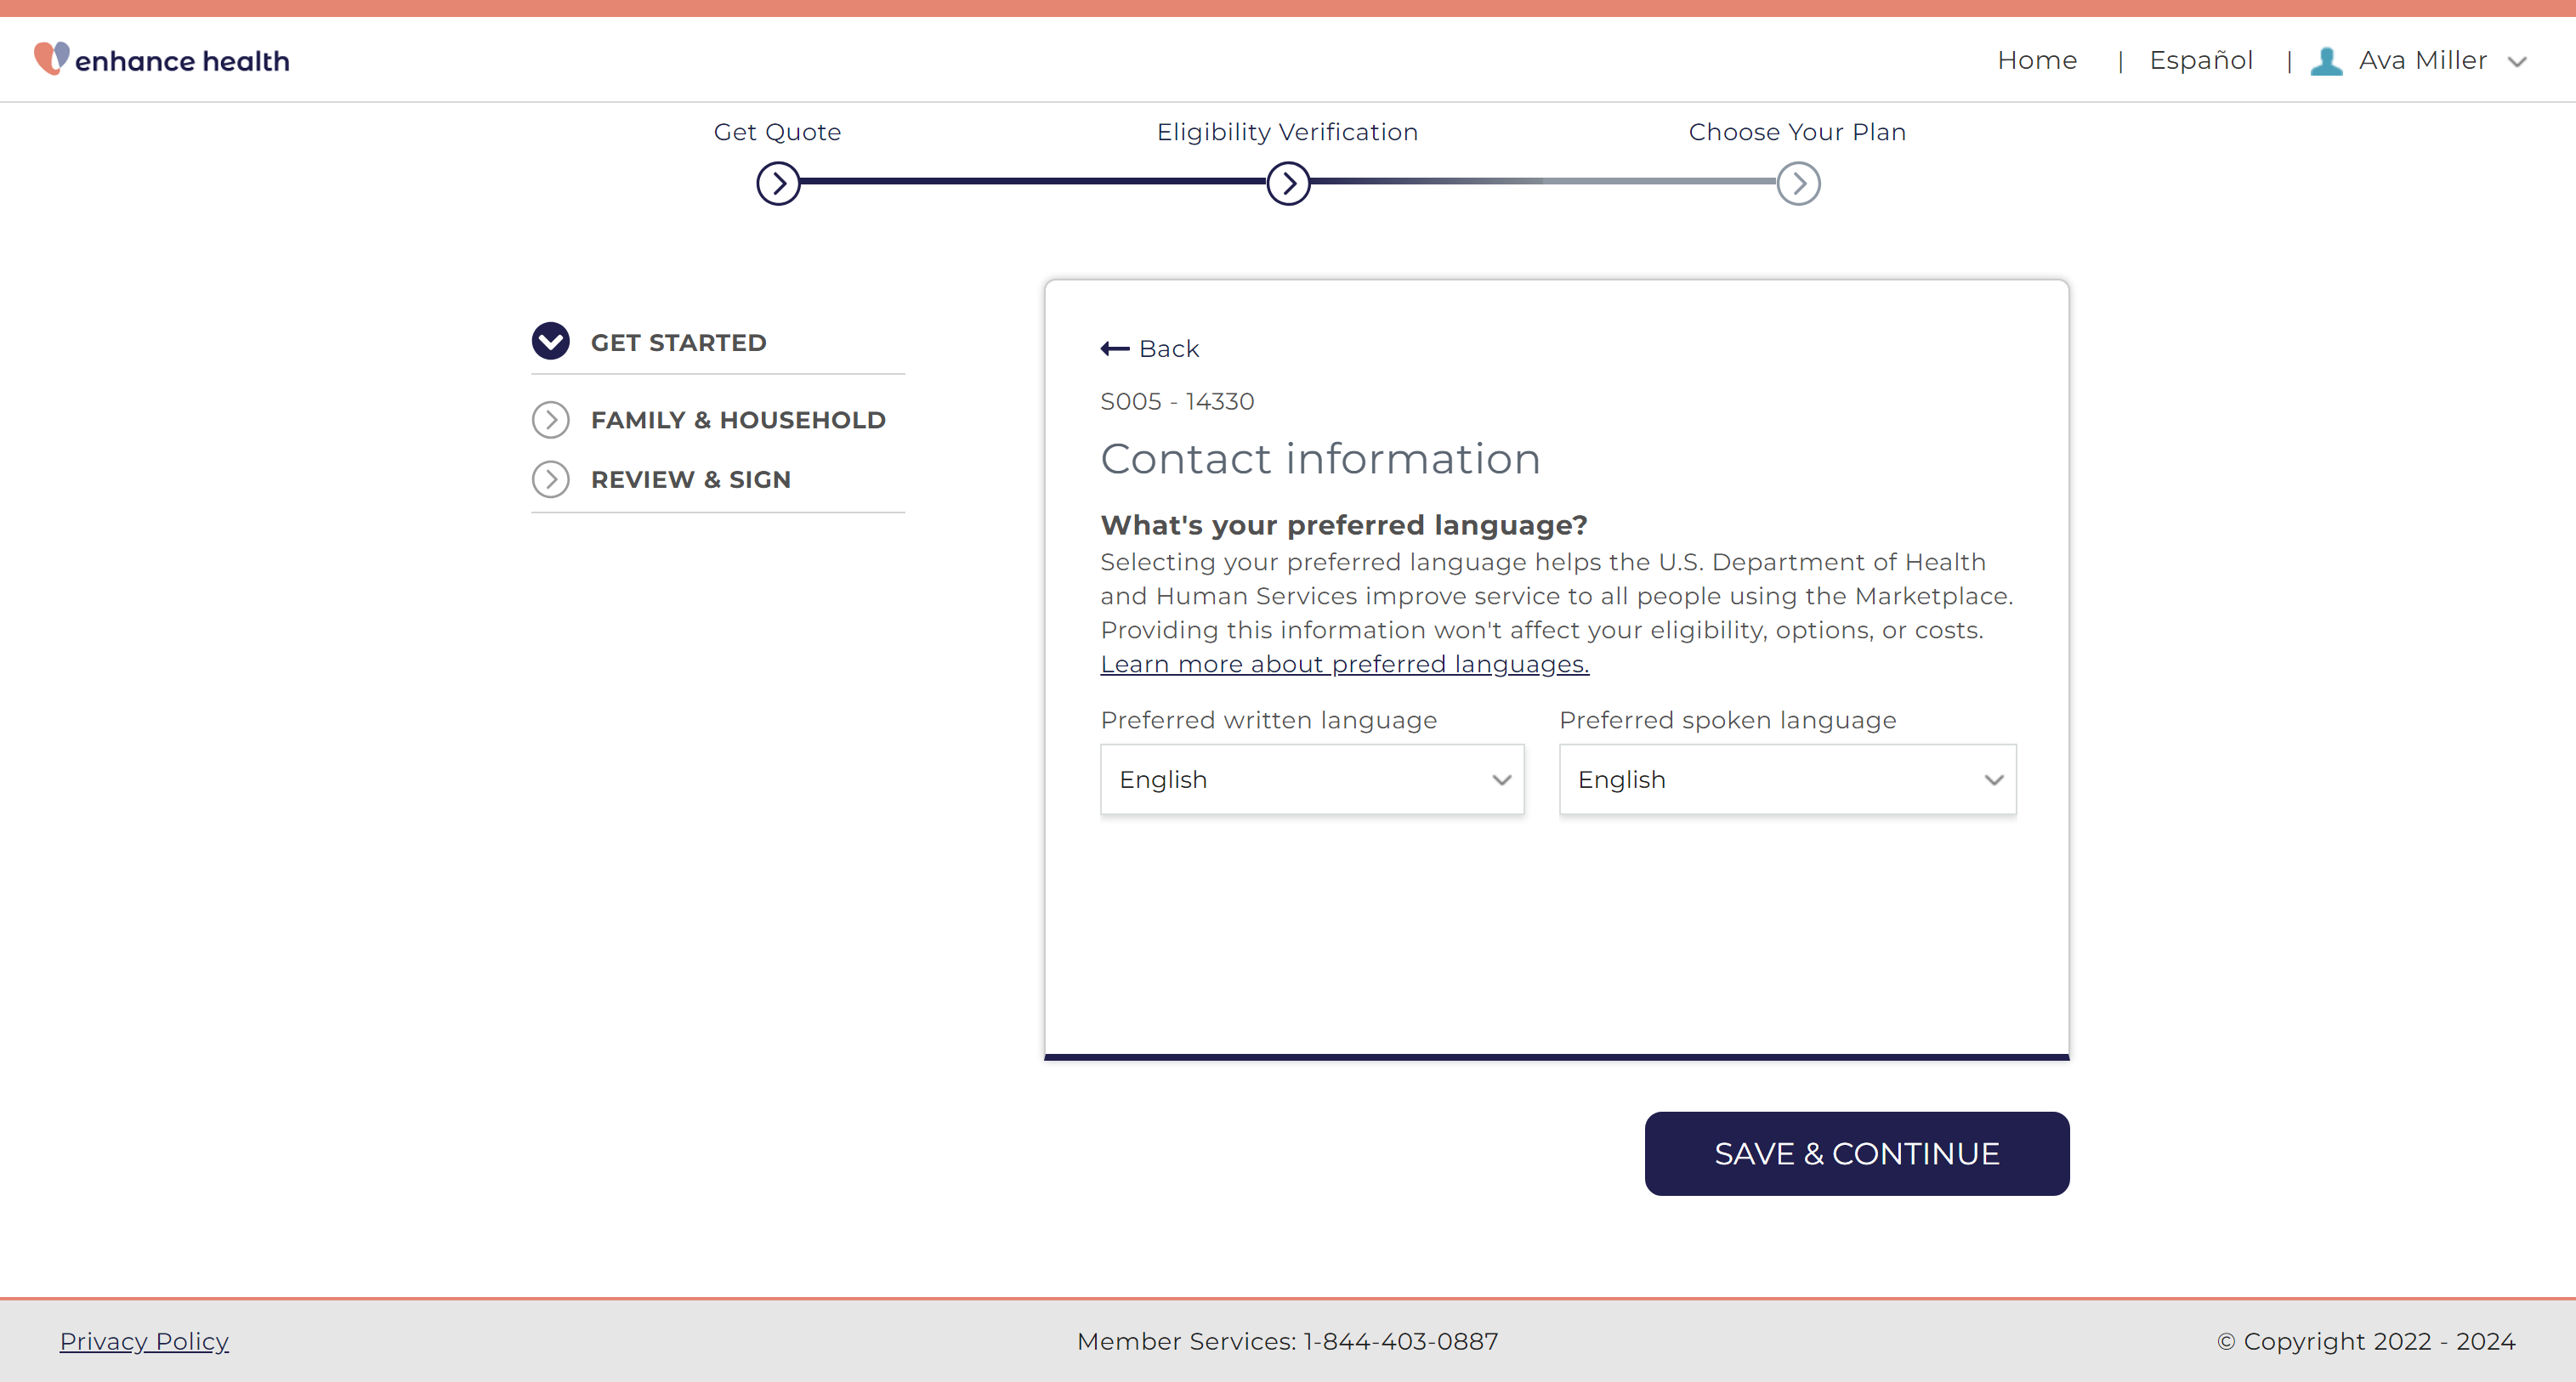 enhance health
Home | Español | Ava Miller
Get Quote
Eligibility Verification
Choose Your Plan
GET STARTED
FAMILY & HOUSEHOLD
REVIEW & SIGN
Back
S005 - 14330
Contact information
What's your preferred language?
Selecting your preferred language helps the U.S. Department of Health
and Human Services improve service to all people using the Marketplace.
Providing this information won't affect your eligibility, options, or costs.
Learn more about preferred languages.
Preferred written language
English
Preferred spoken language
English
SAVE & CONTINUE
Privacy Policy
Member Services: 1-844-403-0887
© Copyright 2022 - 2024